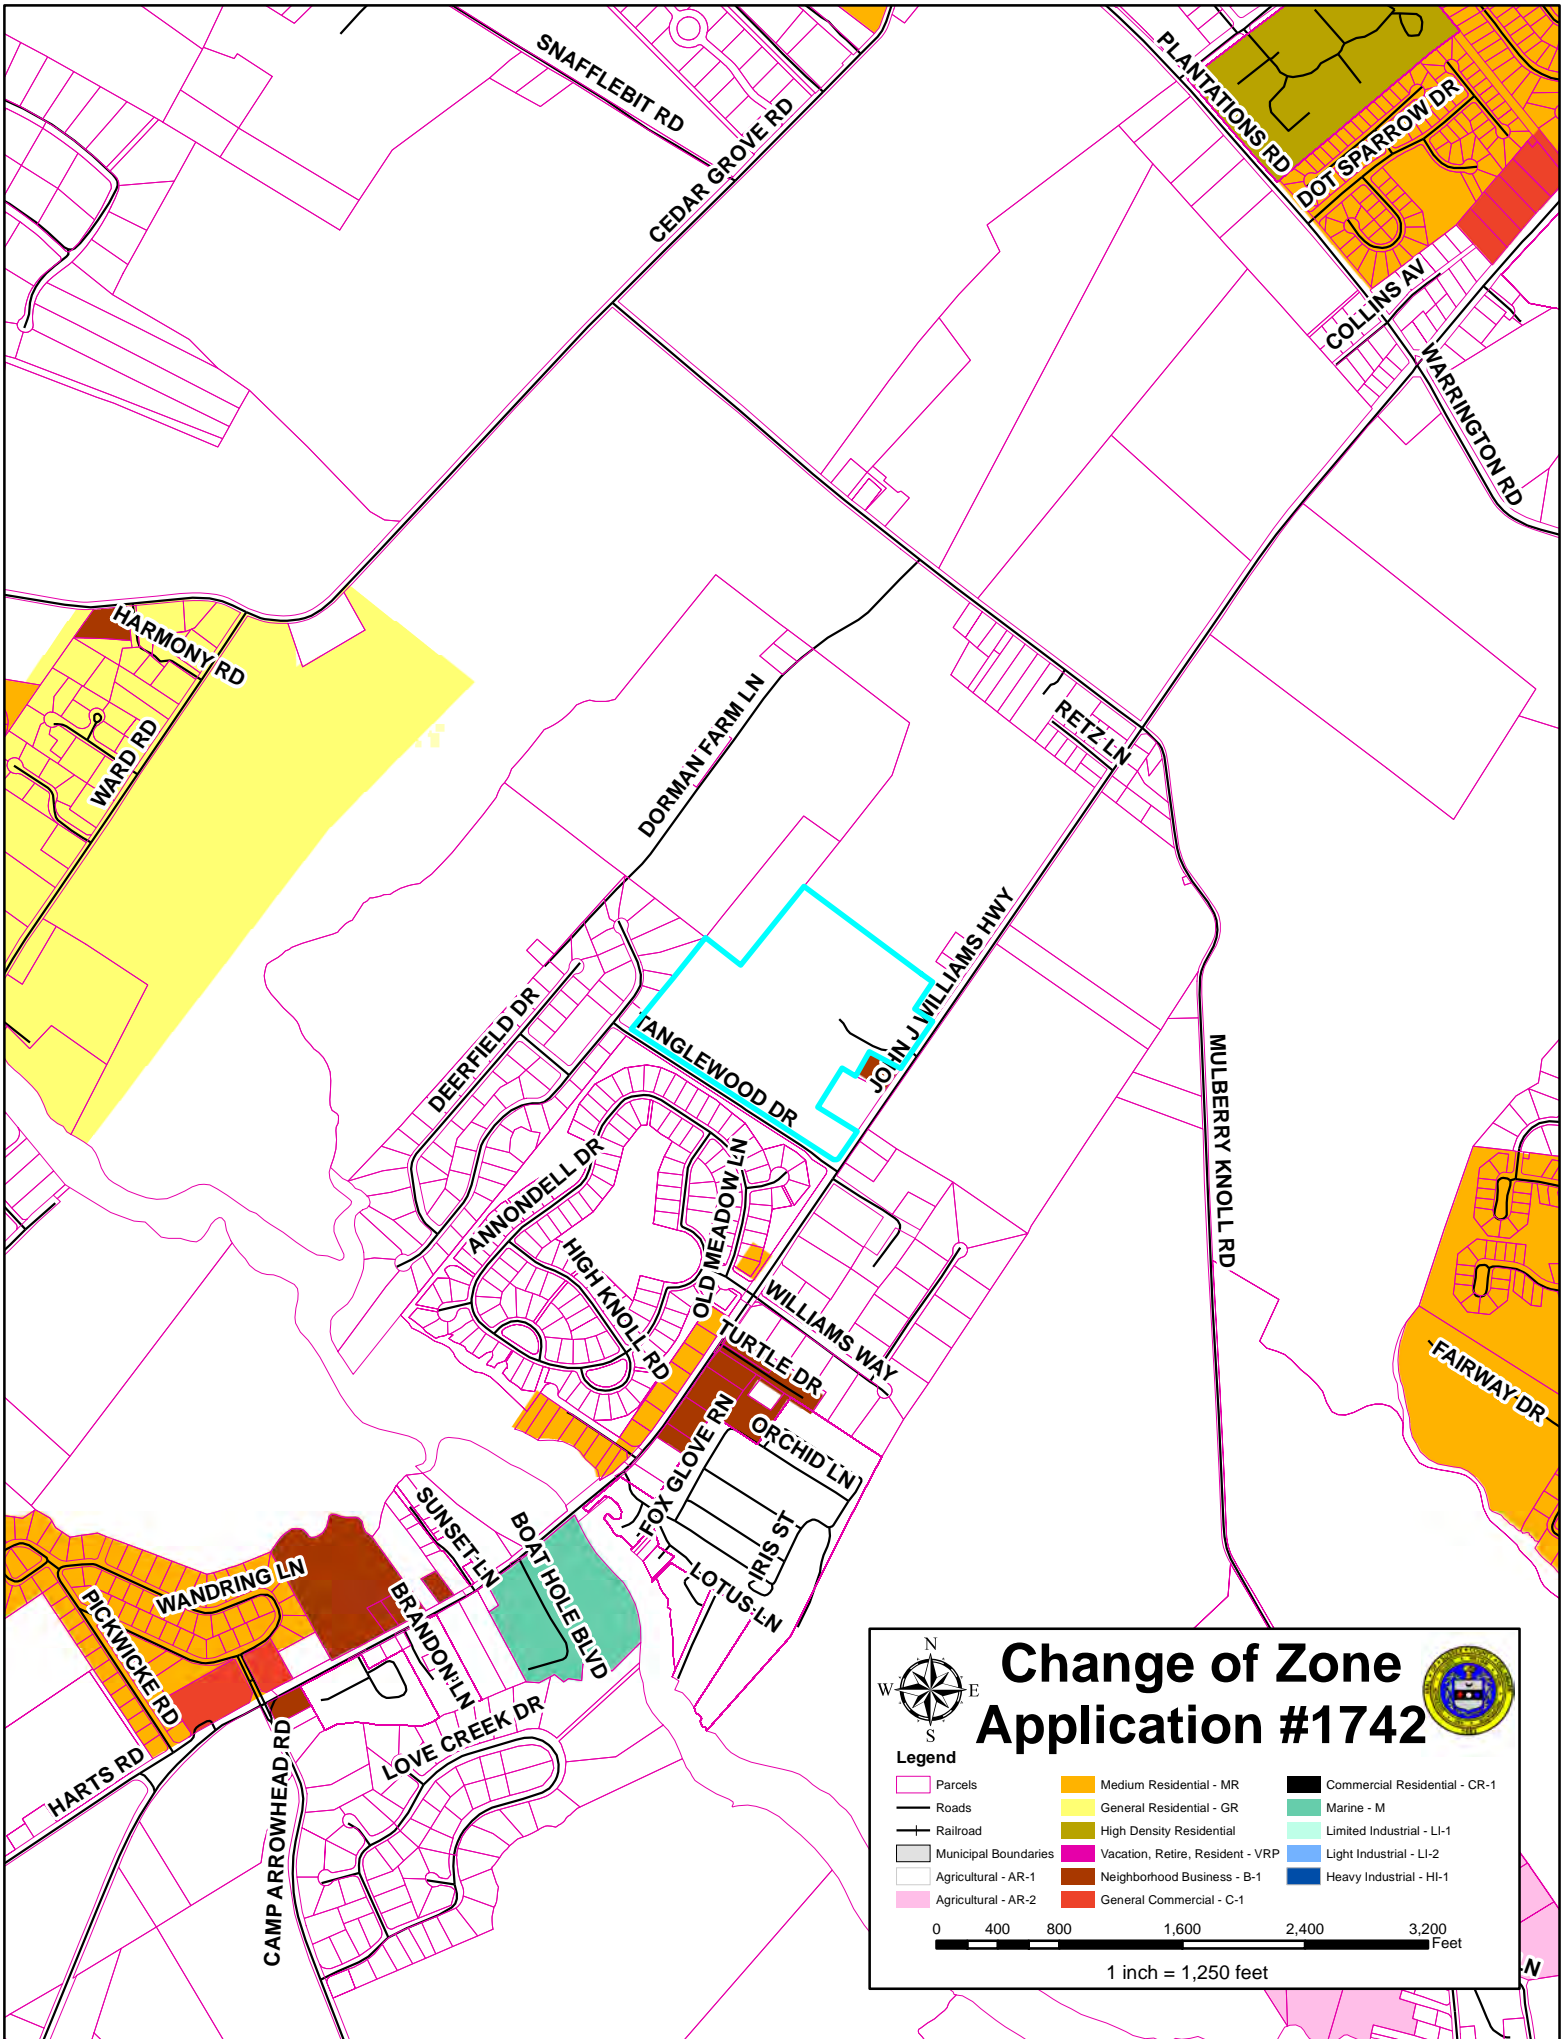 SNAFFLEBIT RD
CEDAR GROVE RD
PLANTATIONS RD
DOT SPARROW DR
COLLINS AV
WARRINGTON RD
HARMONY RD
WARD RD
DORMAN FARM LN
RETZ LN
JOHN J WILLIAMS HWY
DEERFIELD DR
TANGLEWOOD DR
MULBERRY KNOLL RD
ANNONDELL DR
OLD MEADOW LN
HIGH KNOLL RD
WILLIAMS WAY
TURTLE DR
FAIRWAY DR
FOX GLOVE RN
ORCHID LN
SUNSET LN
BOAT HOLE BLVD
IRIS ST
LOTUS LN
WANDRING LN
PICKWICKE RD
BRANDON LN
LOVE CREEK DR
HARTS RD
CAMP ARROWHEAD RD
N
W E
S
Change of Zone
Application #1742
Legend
Parcels
Roads
Railroad
Municipal Boundaries
Agricultural - AR-1
Agricultural - AR-2
Medium Residential - MR
General Residential - GR
High Density Residential
Vacation, Retire, Resident - VRP
Neighborhood Business - B-1
General Commercial - C-1
Commercial Residential - CR-1
Marine - M
Limited Industrial - LI-1
Light Industrial - LI-2
Heavy Industrial - HI-1
0 400 800 1,600 2,400 3,200
Feet
1 inch = 1,250 feet